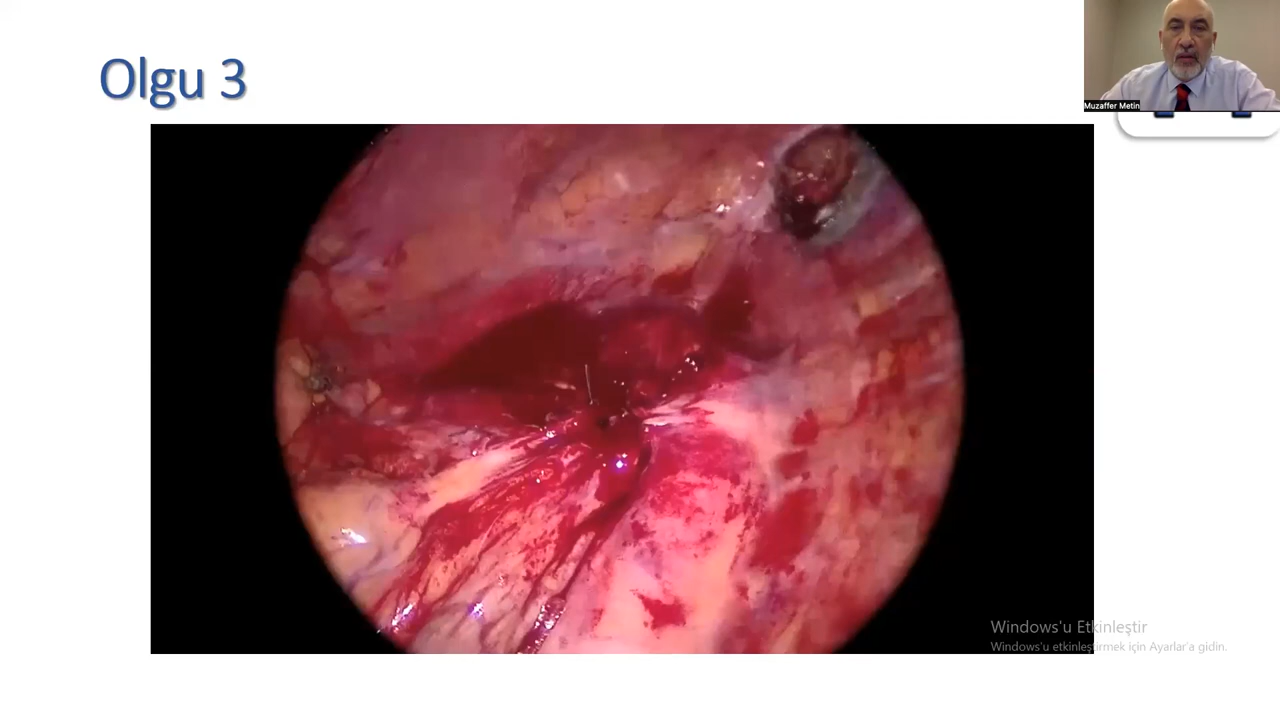 Olgu 3
Muzaffer Metin
Windows'u Etkinleştir
Windows'u etkinleştirmek için Ayarlar'a gidin.